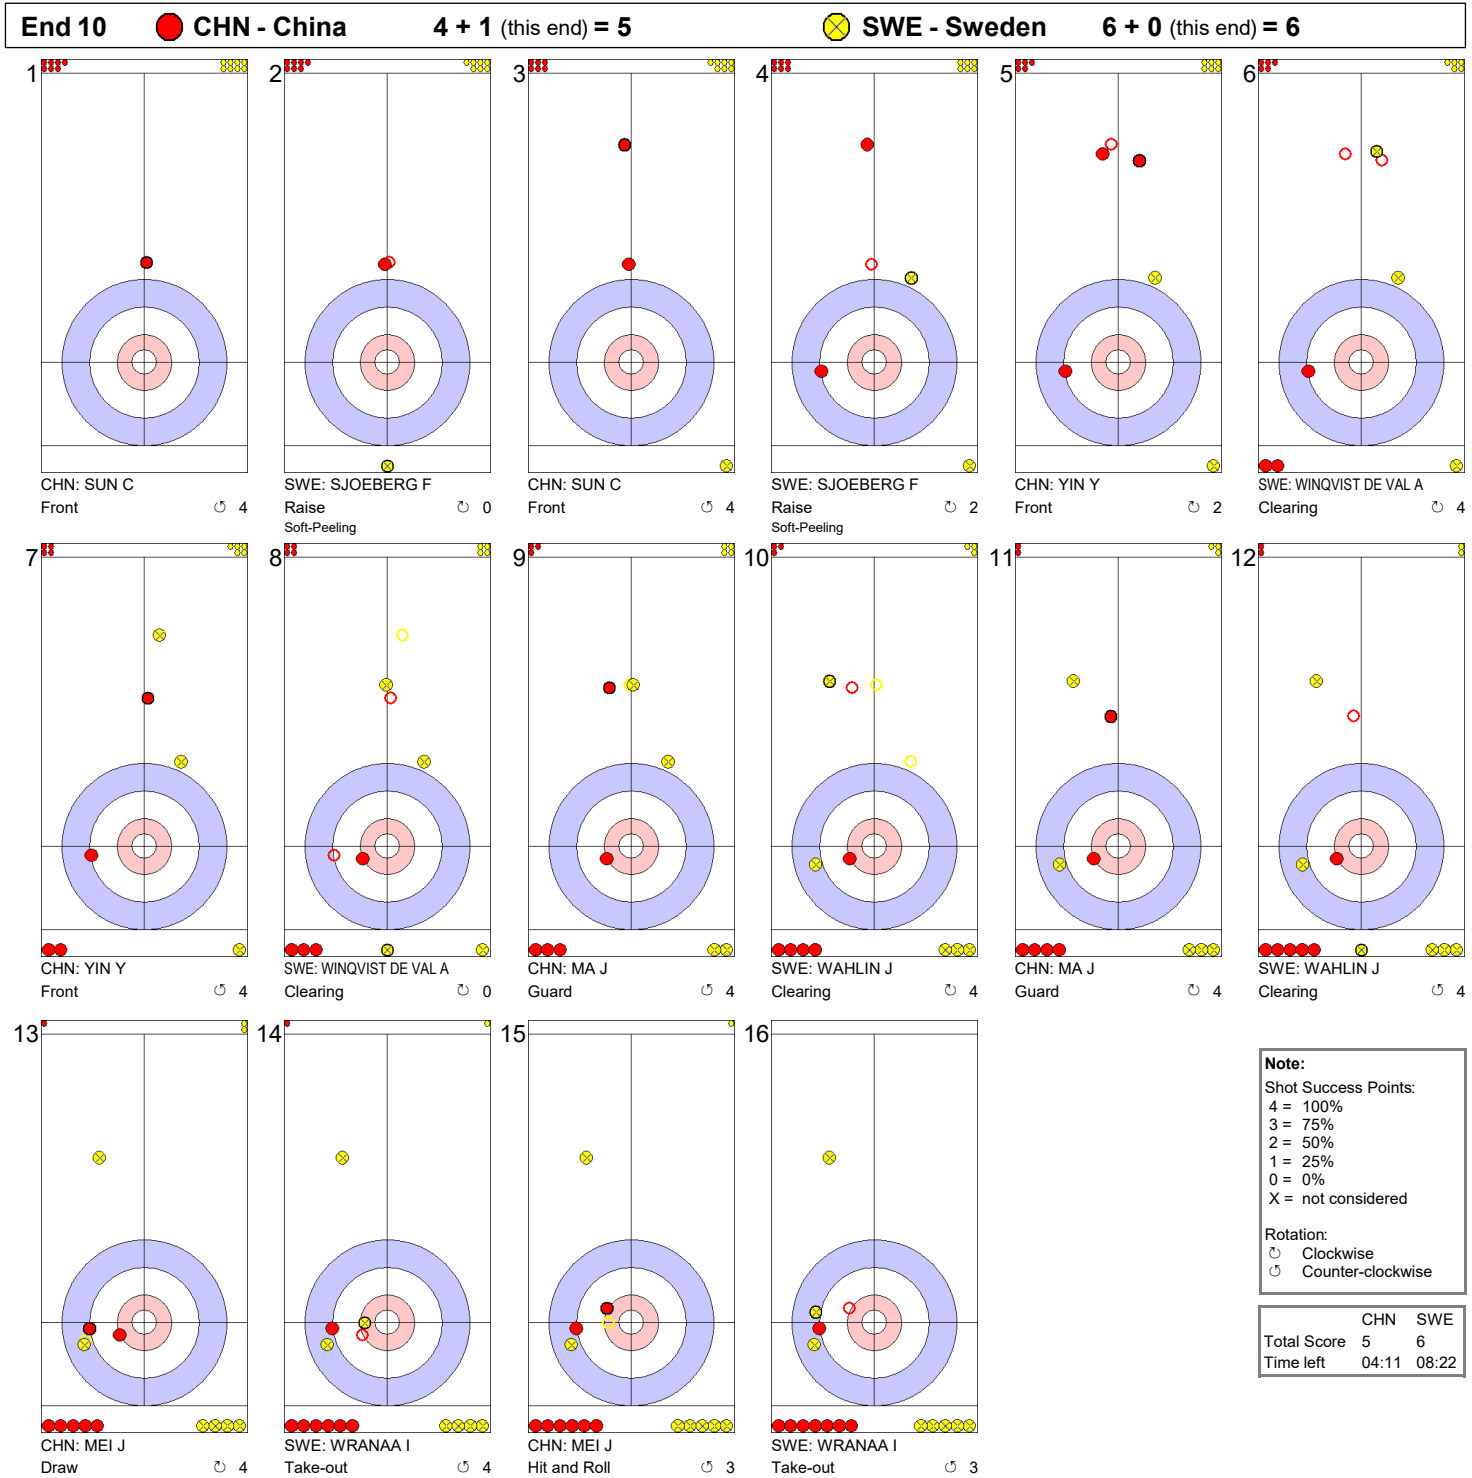 End 10 CHN - China 4 + 1 (this end) = 5 SWE - Sweden 6 + 0 (this end) = 6
1 2 3 4 5 6
CHN: SUN C SWE: SJOEBERG F CHN: SUN C SWE: SJOEBERG F CHN: YIN Y SWE: WINQVIST DE VAL A
Front ↺ 4 Raise ↻ 0 Front ↺ 4 Raise ↻ 2 Front ↻ 2 Clearing ↺ 4
Soft-Peeling Soft-Peeling
7 8 9 10 11 12
CHN: YIN Y SWE: WINQVIST DE VAL A CHN: MA J SWE: WAHLIN J CHN: MA J SWE: WAHLIN J
Front ↺ 4 Clearing ↻ 0 Guard ↺ 4 Clearing ↻ 4 Guard ↻ 4 Clearing ↺ 4
13 14 15 16
CHN: MEI J SWE: WRANAA I CHN: MEI J SWE: WRANAA I
Draw ↻ 4 Take-out ↺ 4 Hit and Roll ↺ 3 Take-out ↺ 3
Note:
Shot Success Points:
4 = 100%
3 = 75%
2 = 50%
1 = 25%
0 = 0%
X = not considered
Rotation:
↻ Clockwise
↺ Counter-clockwise
CHN SWE
Total Score 5 6
Time left 04:11 08:22